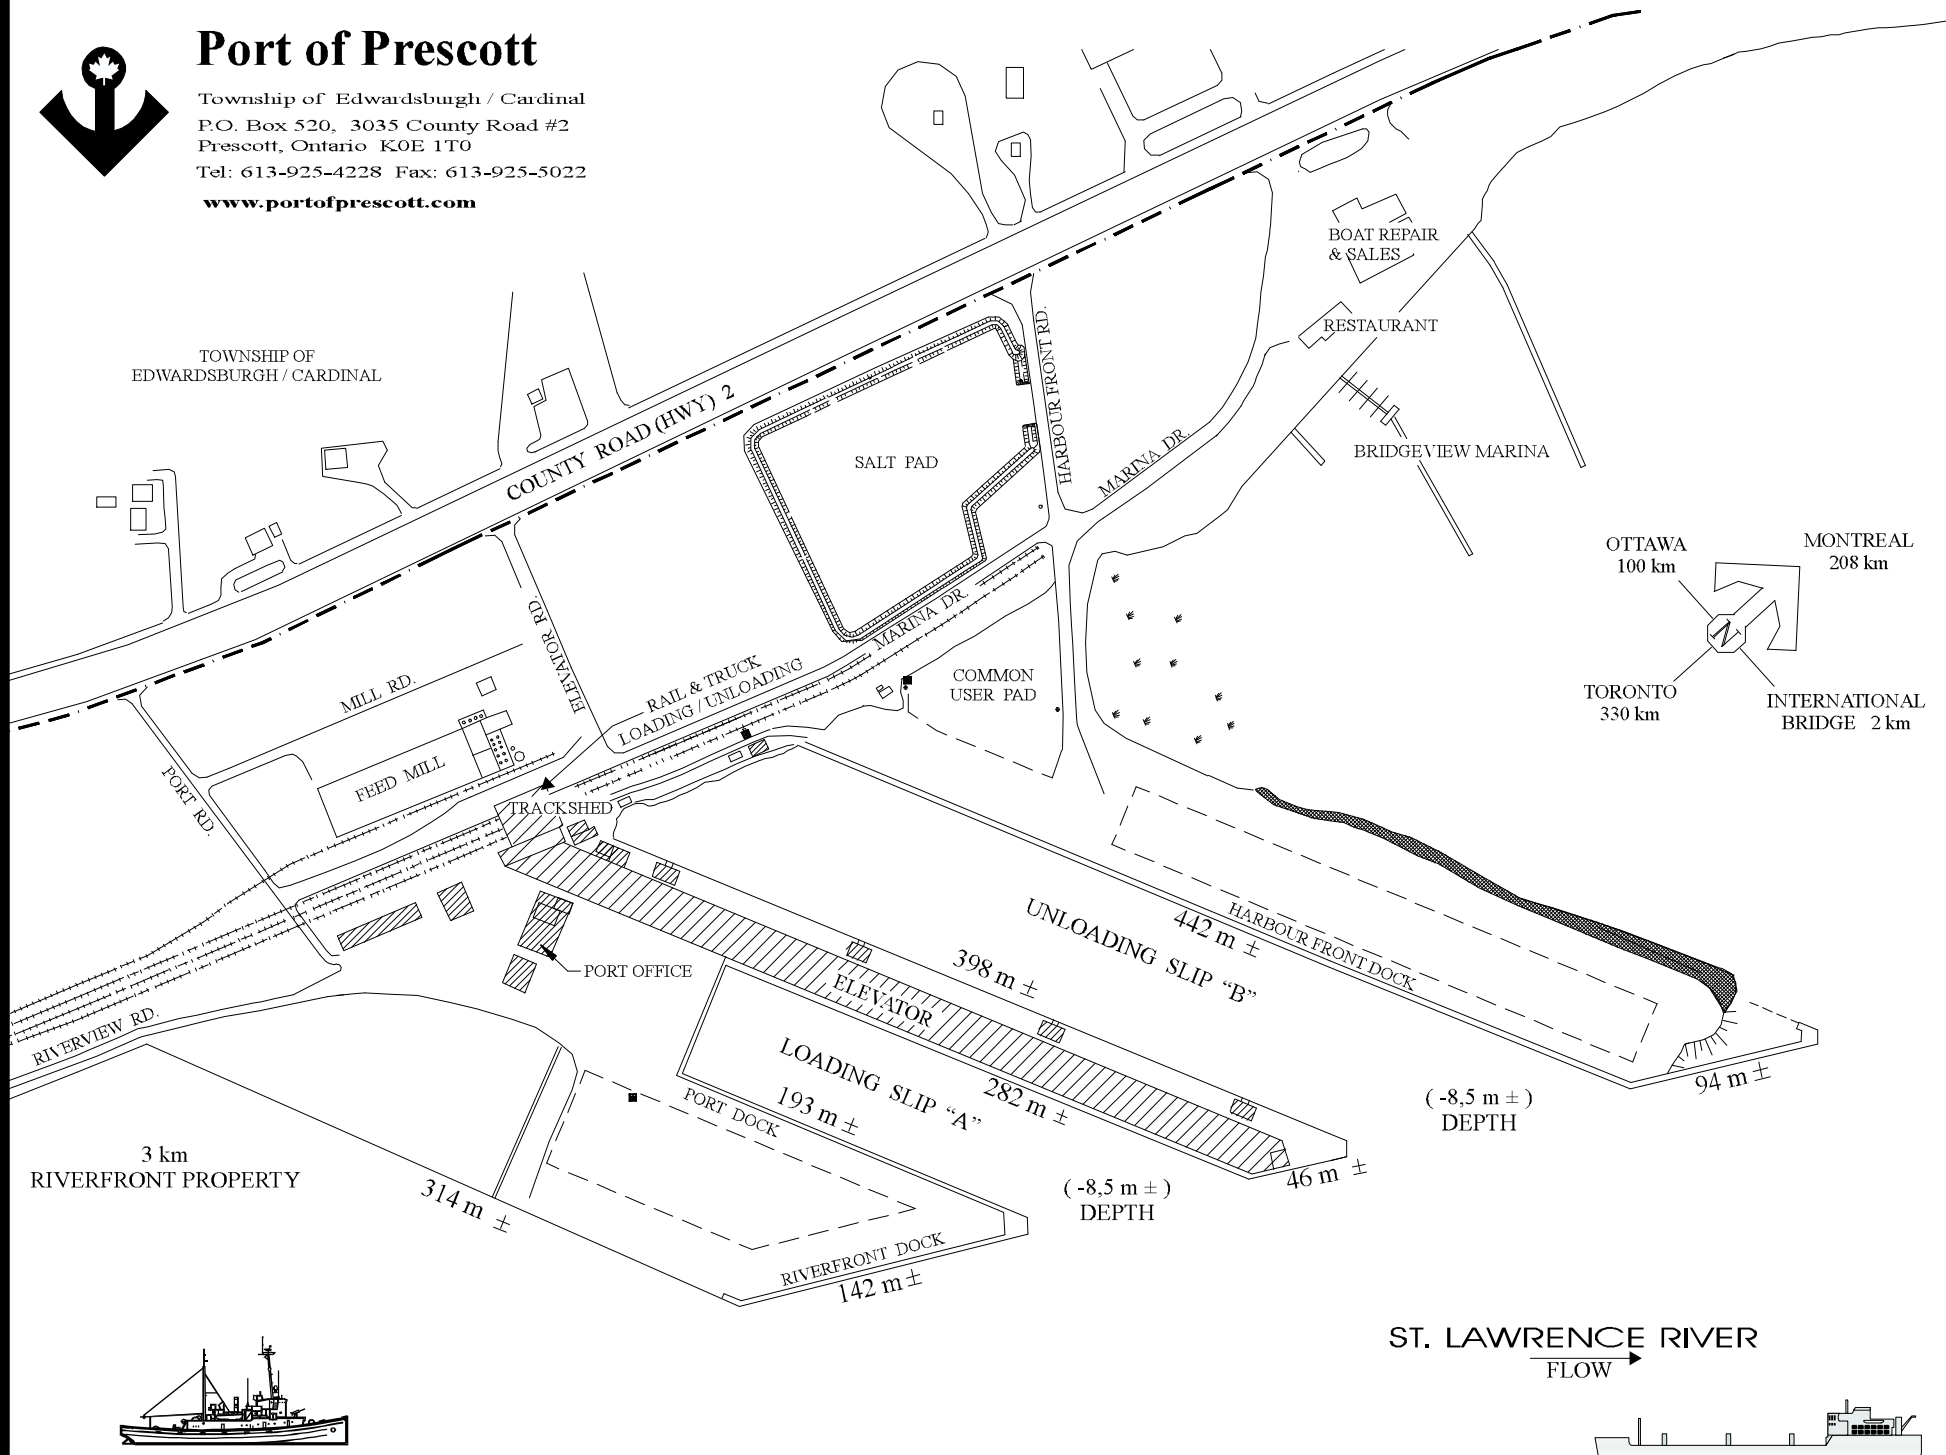 Port of Prescott
Township of Edwardsburgh / Cardinal
P.O. Box 520, 3035 County Road #2
Prescott, Ontario K0E 1T0
Tel: 613-925-4228 Fax: 613-925-5022
www.portofprescott.com
BOAT REPAIR
& SALES
RESTAURANT
TOWNSHIP OF
EDWARDSBURGH / CARDINAL
COUNTY ROAD (HWY) 2
HARBOUR FRONT RD.
SALT PAD
MARINA DR.
BRIDGEVIEW MARINA
OTTAWA
100 km
MONTREAL
208 km
N
TORONTO
330 km
INTERNATIONAL
BRIDGE 2 km
ELEVATOR RD.
MARINA DR.
MILL RD.
RAIL & TRUCK
LOADING / UNLOADING
COMMON
USER PAD
FEED MILL
PORT RD.
TRACKSHED
UNLOADING SLIP “B”
442 m ±
HARBOUR FRONT DOCK
398 m ±
PORT OFFICE
ELEVATOR
RIVERVIEW RD.
LOADING SLIP “A”
282 m ±
193 m ±
PORT DOCK
94 m ±
( -8,5 m ± )
DEPTH
3 km
RIVERFRONT PROPERTY
314 m ±
46 m ±
( -8,5 m ± )
DEPTH
RIVERFRONT DOCK
142 m ±
ST. LAWRENCE RIVER
FLOW